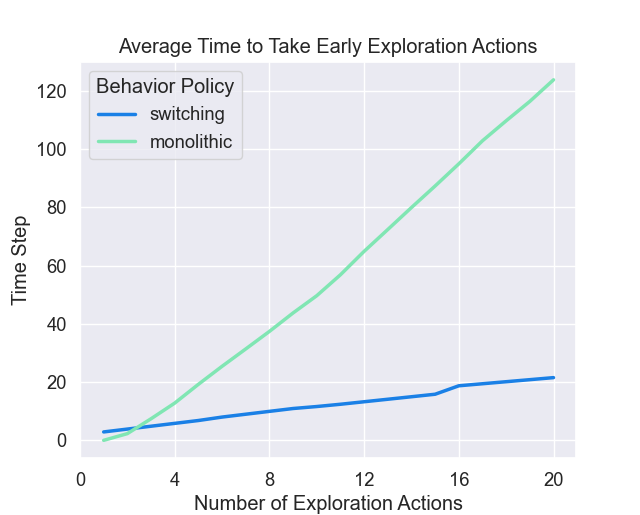 Average Time to Take Early Exploration Actions
Behavior Policy
switching
monolithic
120
100
80
60
40
20
0
Time Step
0 4 8 12 16 20
Number of Exploration Actions